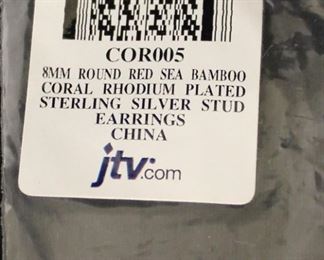 COR005
8MM ROUND RED SEA BAMBOO
CORAL RHODIUM PLATED
STERLING SILVER STUD
EARRINGS
CHINA
jtv.com